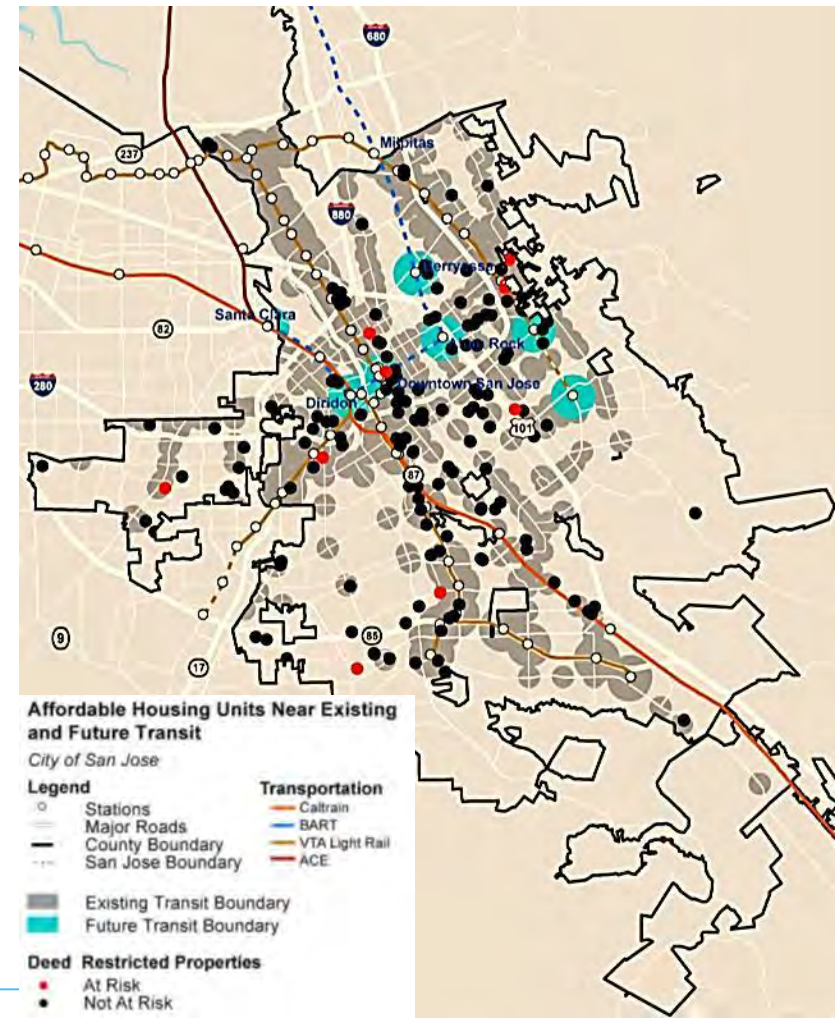 680
Milpitas
237
880
Berryessa
Santa Clara
82
Alum Rock
280
Downtown San Jose
Diridon
101
87
9
85
17
Affordable Housing Units Near Existing
and Future Transit
City of San Jose
Legend
Transportation
Stations
Caltrain
Major Roads
BART
County Boundary
VTA Light Rail
San Jose Boundary
ACE
Existing Transit Boundary
Future Transit Boundary
Deed Restricted Properties
At Risk
Not At Risk